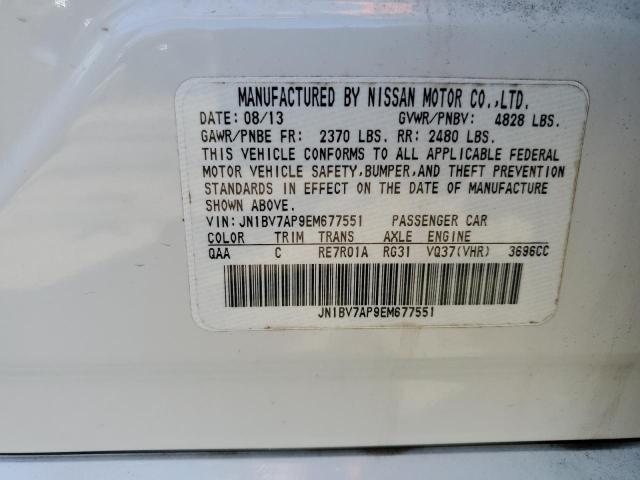 MANUFACTURED BY NISSAN MOTOR CO.,LTD.
DATE: 08/13 GVWR/PNBV: 4828 LBS.
GAWR/PNBE FR: 2370 LBS. RR: 2480 LBS.
THIS VEHICLE CONFORMS TO ALL APPLICABLE FEDERAL
MOTOR VEHICLE SAFETY,BUMPER,AND THEFT PREVENTION
STANDARDS IN EFFECT ON THE DATE OF MANUFACTURE
SHOWN ABOVE.
VIN: JN1BV7AP9EM677551 PASSENGER CAR
COLOR TRIM TRANS AXLE ENGINE
QAA C RE7R01A RG31 VQ37(VHR) 3696CC
JN1BV7AP9EM677551